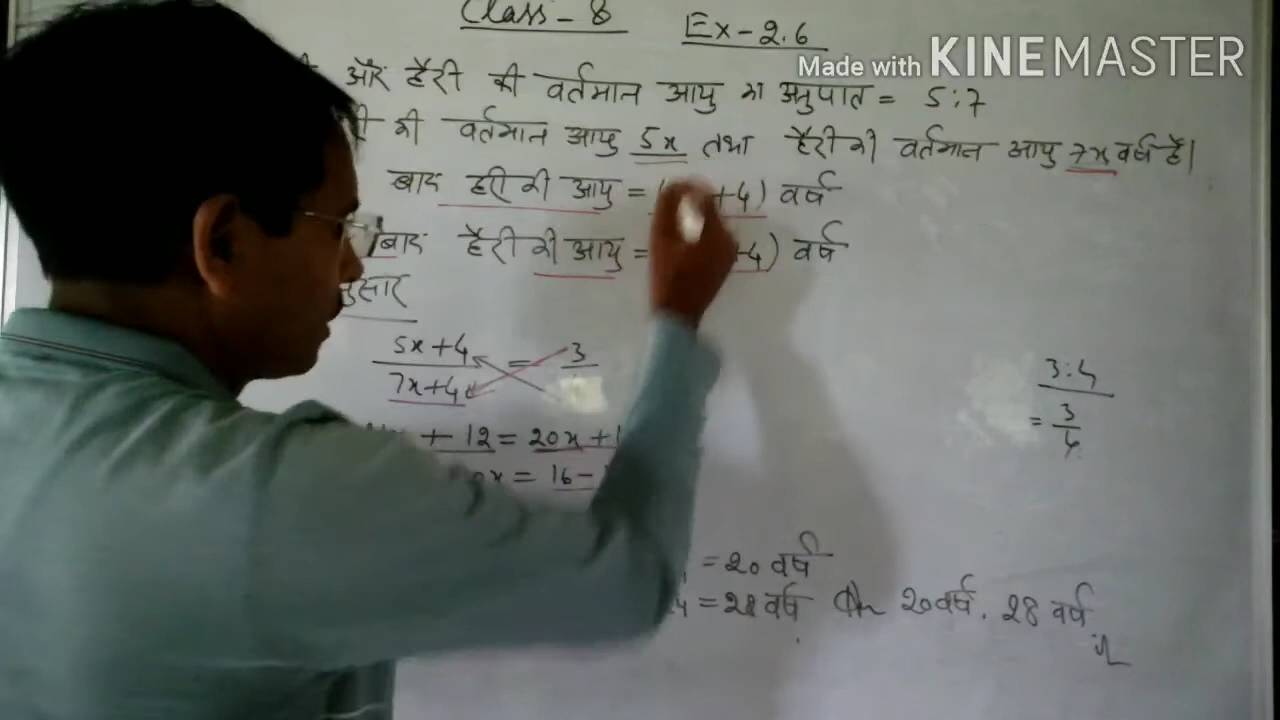 Class - 8 Ex - 2.6
Made with KINEMASTER
और हैरी की वर्तमान आयु का अनुपात = 5:7
की वर्तमान आयु 5x तथा हैरी की वर्तमान आयु 7x वर्ष है।
बाद हरी की आयु = +4) वर्ष
बाद हैरी की आयु = +4) वर्ष
5x+4 = 3
7x+4
3:4
= 3
4
+ 12 = 20x + 1
x = 16 -
= 20 वर्ष
= 28 वर्ष 20 वर्ष. 28 वर्ष